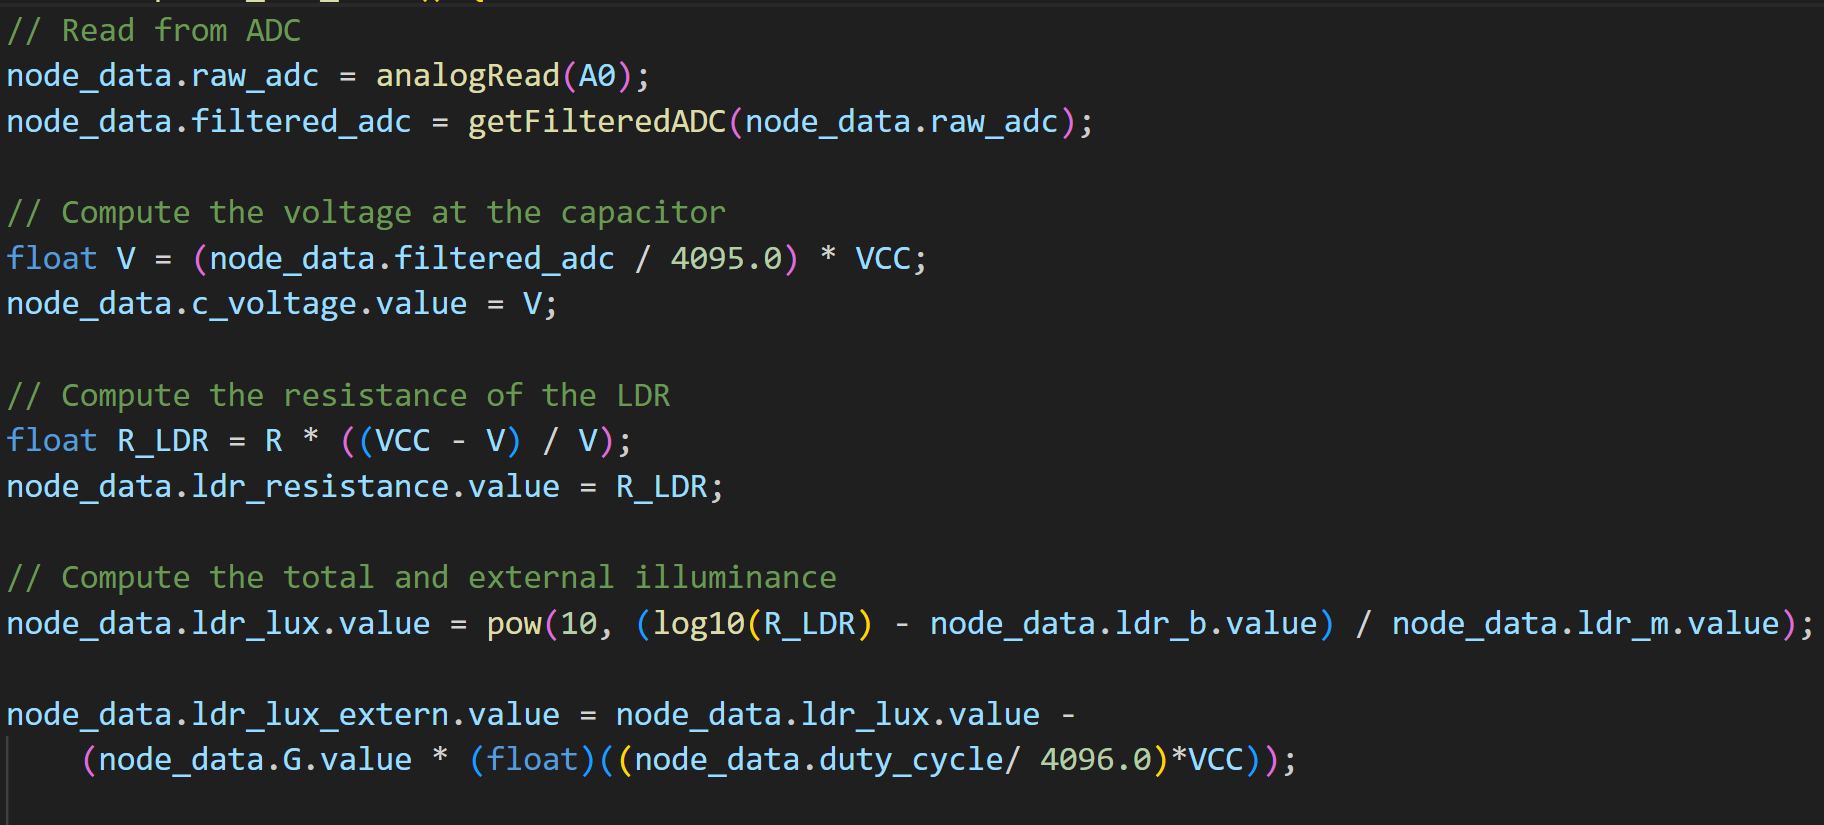 // Read from ADC
node_data.raw_adc = analogRead(A0);
node_data.filtered_adc = getFilteredADC(node_data.raw_adc);
// Compute the voltage at the capacitor
float V = (node_data.filtered_adc / 4095.0) * VCC;
node_data.c_voltage.value = V;
// Compute the resistance of the LDR
float R_LDR = R * ((VCC - V) / V);
node_data.ldr_resistance.value = R_LDR;
// Compute the total and external illuminance
node_data.ldr_lux.value = pow(10, (log10(R_LDR) - node_data.ldr_b.value) / node_data.ldr_m.value);
node_data.ldr_lux_extern.value = node_data.ldr_lux.value -
(node_data.G.value * (float)((node_data.duty_cycle/ 4096.0)*VCC));